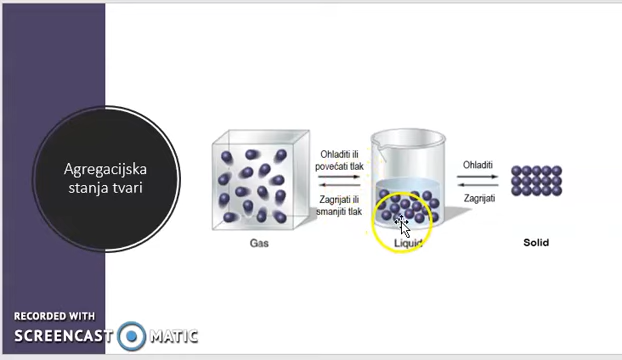 Agregacijska
stanja tvari
Ohladiti ili
povećati tlak
Zagrijati ili
smanjiti tlak
Ohladiti
Zagrijati
Gas
Liquid
Solid
RECORDED WITH
SCREENCAST MATIC